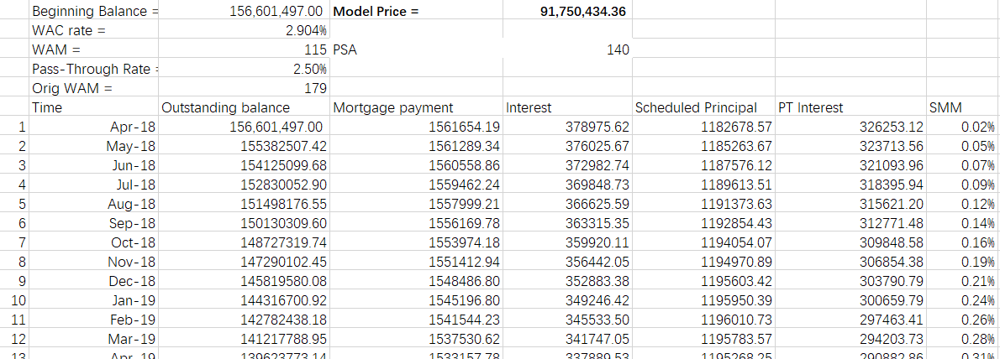 Beginning Balance = 156,601,497.00 Model Price = 91,750,434.36
WAC rate = 2.904%
WAM = 115 PSA 140
Pass-Through Rate = 2.50%
Orig WAM = 179
Time Outstanding balance Mortgage payment Interest Scheduled Principal PT Interest SMM
1 Apr-18 156,601,497.00 1561654.19 378975.62 1182678.57 326253.12 0.02%
2 May-18 155382507.42 1561289.34 376025.67 1185263.67 323713.56 0.05%
3 Jun-18 154125099.68 1560558.86 372982.74 1187576.12 321093.96 0.07%
4 Jul-18 152830052.90 1559462.24 369848.73 1189613.51 318395.94 0.09%
5 Aug-18 151498176.55 1557999.21 366625.59 1191373.63 315621.20 0.12%
6 Sep-18 150130309.60 1556169.78 363315.35 1192854.43 312771.48 0.14%
7 Oct-18 148727319.74 1553974.18 359920.11 1194054.07 309848.58 0.16%
8 Nov-18 147290102.45 1551412.94 356442.05 1194970.89 306854.38 0.19%
9 Dec-18 145819580.08 1548486.80 352883.38 1195603.42 303790.79 0.21%
10 Jan-19 144316700.92 1545196.80 349246.42 1195950.39 300659.79 0.24%
11 Feb-19 142782438.18 1541544.23 345533.50 1196010.73 297463.41 0.26%
12 Mar-19 141217788.95 1537530.62 341747.05 1195783.57 294203.73 0.28%
13 Apr-19 139623773.14 1533157.78 337889.53 1195268.25 290882.86 0.31%